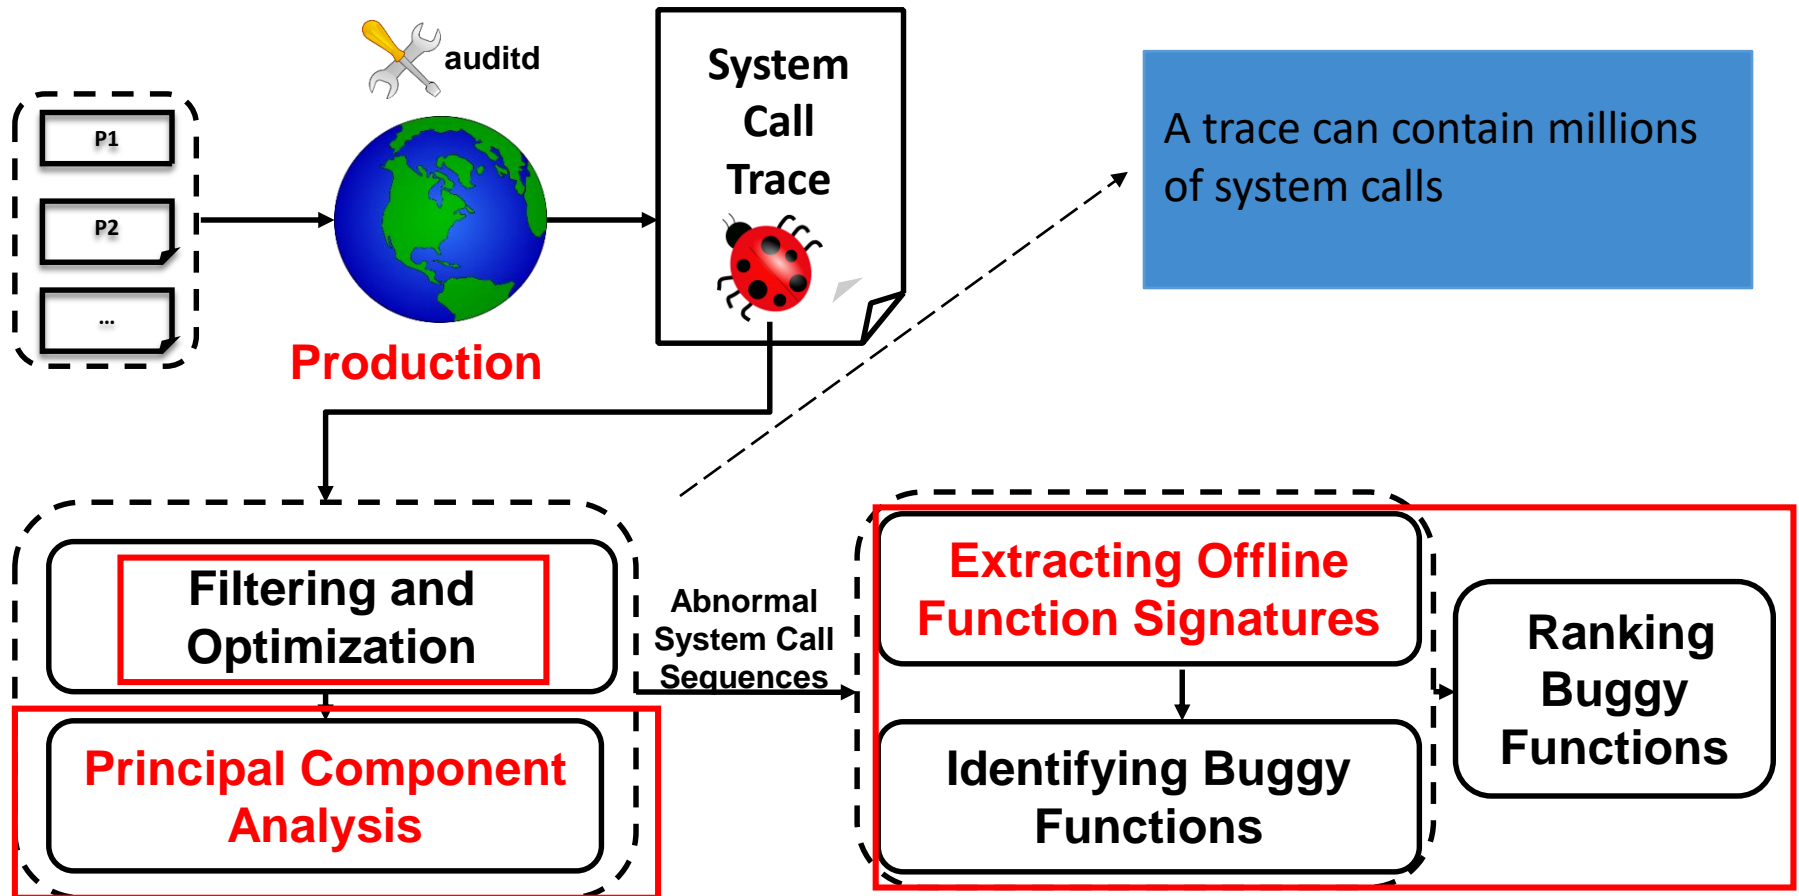 auditd
P1
P2
...
Production
System
Call
Trace
A trace can contain millions
of system calls
Filtering and
Optimization
Principal Component
Analysis
Abnormal
System Call
Sequences
Extracting Offline
Function Signatures
Identifying Buggy
Functions
Ranking
Buggy
Functions